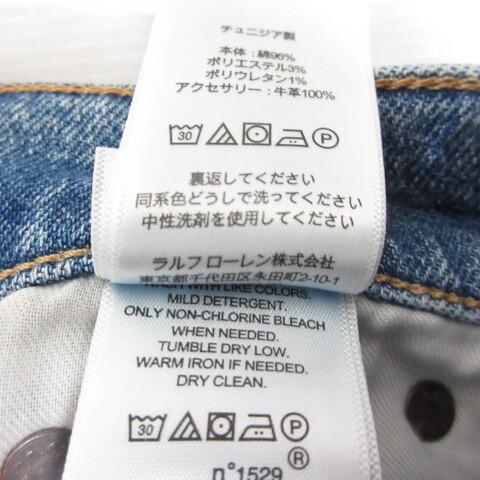 チュニジア製
本体：綿96%
ポリエステル3%
ポリウレタン1%
アクセサリー：牛革100%
30 P
裏返してください
同系色どうしで洗ってください
中性洗剤を使用してください
ラルフ ローレン株式会社
東京都千代田区永田町2-10-1
WITH LIKE COLORS.
MILD DETERGENT.
ONLY NON-CHLORINE BLEACH
WHEN NEEDED.
TUMBLE DRY LOW.
WARM IRON IF NEEDED.
DRY CLEAN.
30 P
n°1529 ®